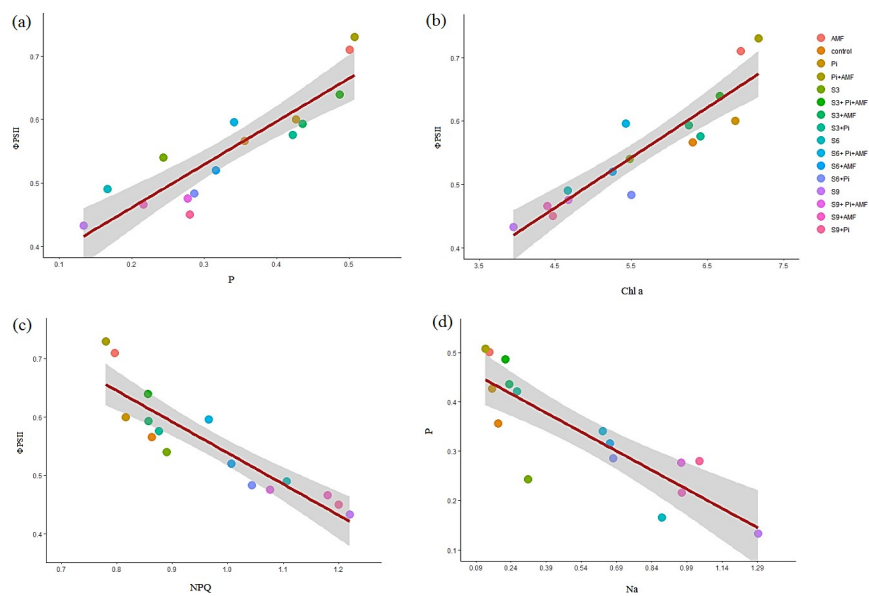 (a)
ΦPSII
0.7
0.6
0.5
0.4
0.1
0.2
0.3
0.4
0.5
P
(b)
ΦPSII
0.7
0.6
0.5
0.4
3.5
4.5
5.5
6.5
7.5
Chl a
AMF
control
Pi
Pi+AMF
S3
S3+ Pi+AMF
S3+AMF
S3+Pi
S6
S6+ Pi+AMF
S6+AMF
S6+Pi
S9
S9+ Pi+AMF
S9+AMF
S9+Pi
(c)
ΦPSII
0.7
0.6
0.5
0.4
0.7
0.8
0.9
1.0
1.1
1.2
NPQ
(d)
P
0.5
0.4
0.3
0.2
0.1
0.09
0.24
0.39
0.54
0.69
0.84
0.99
1.14
1.29
Na